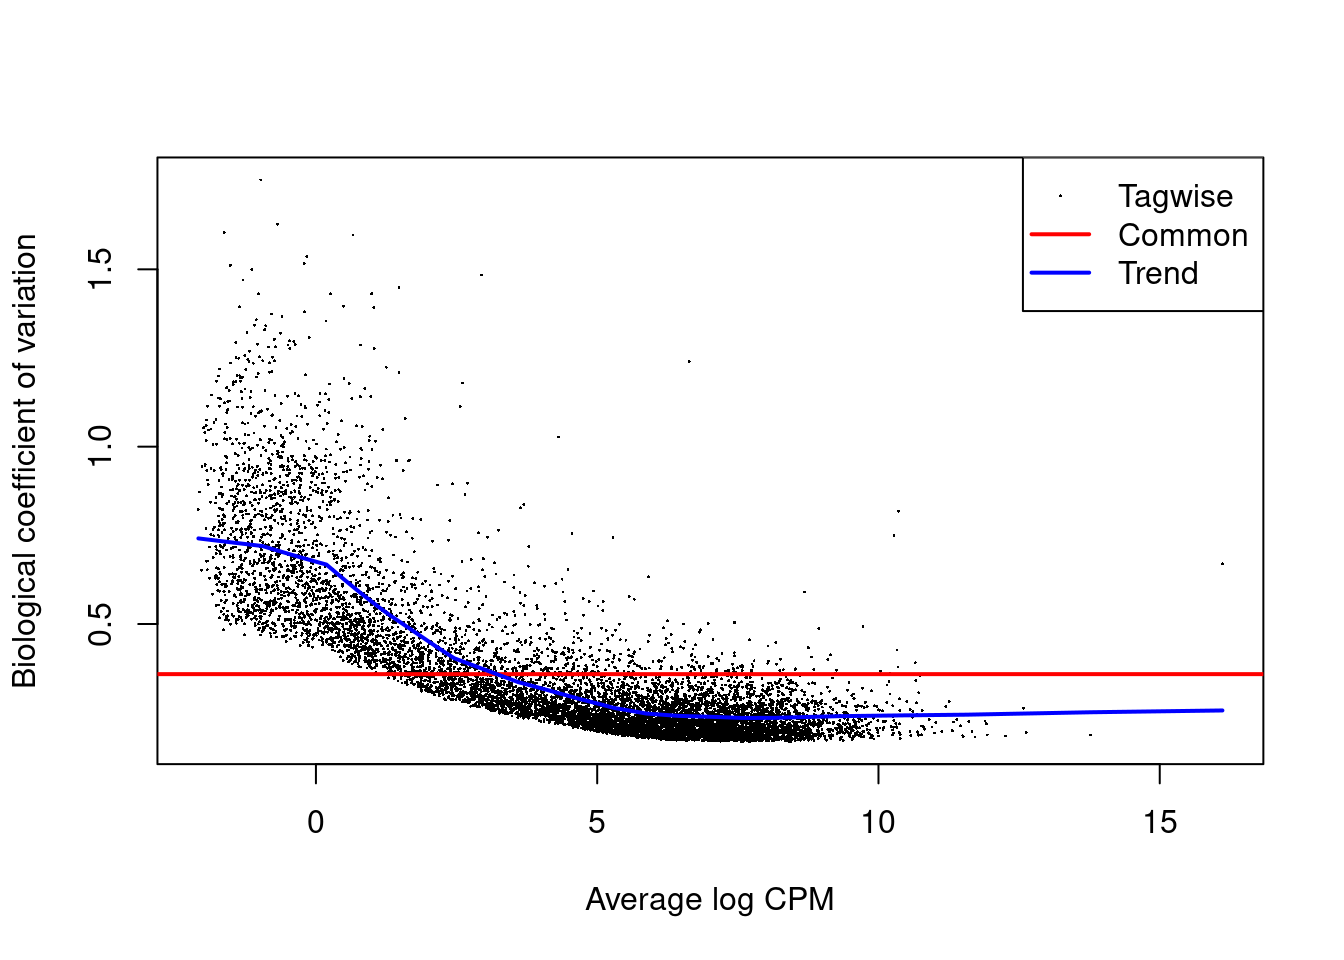 Tagwise
Common
Trend
Biological coefficient of variation
1.5
1.0
0.5
0 5 10 15
Average log CPM